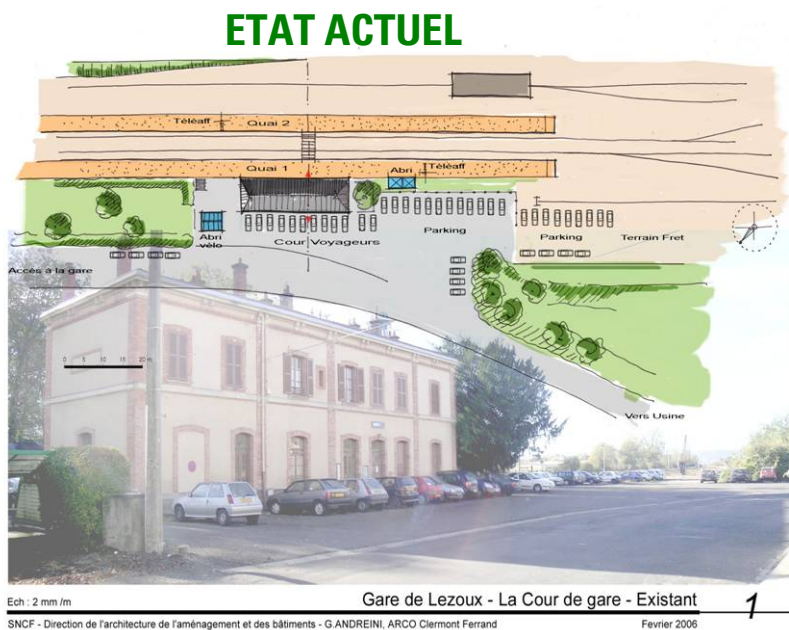 ETAT ACTUEL
Téléaff Quai 2
Quai 1 Abri Téléaff
Abri
vélo
Cour Voyageurs
Parking
Parking
Terrain Fret
Accès à la gare
0 5 10 15 20 m
Vers Usine
Ech : 2 mm /m
Gare de Lezoux - La Cour de gare - Existant
1
SNCF - Direction de l'architecture de l'aménagement et des bâtiments - G.ANDREINI, ARCO Clermont Ferrand
Fevrier 2006